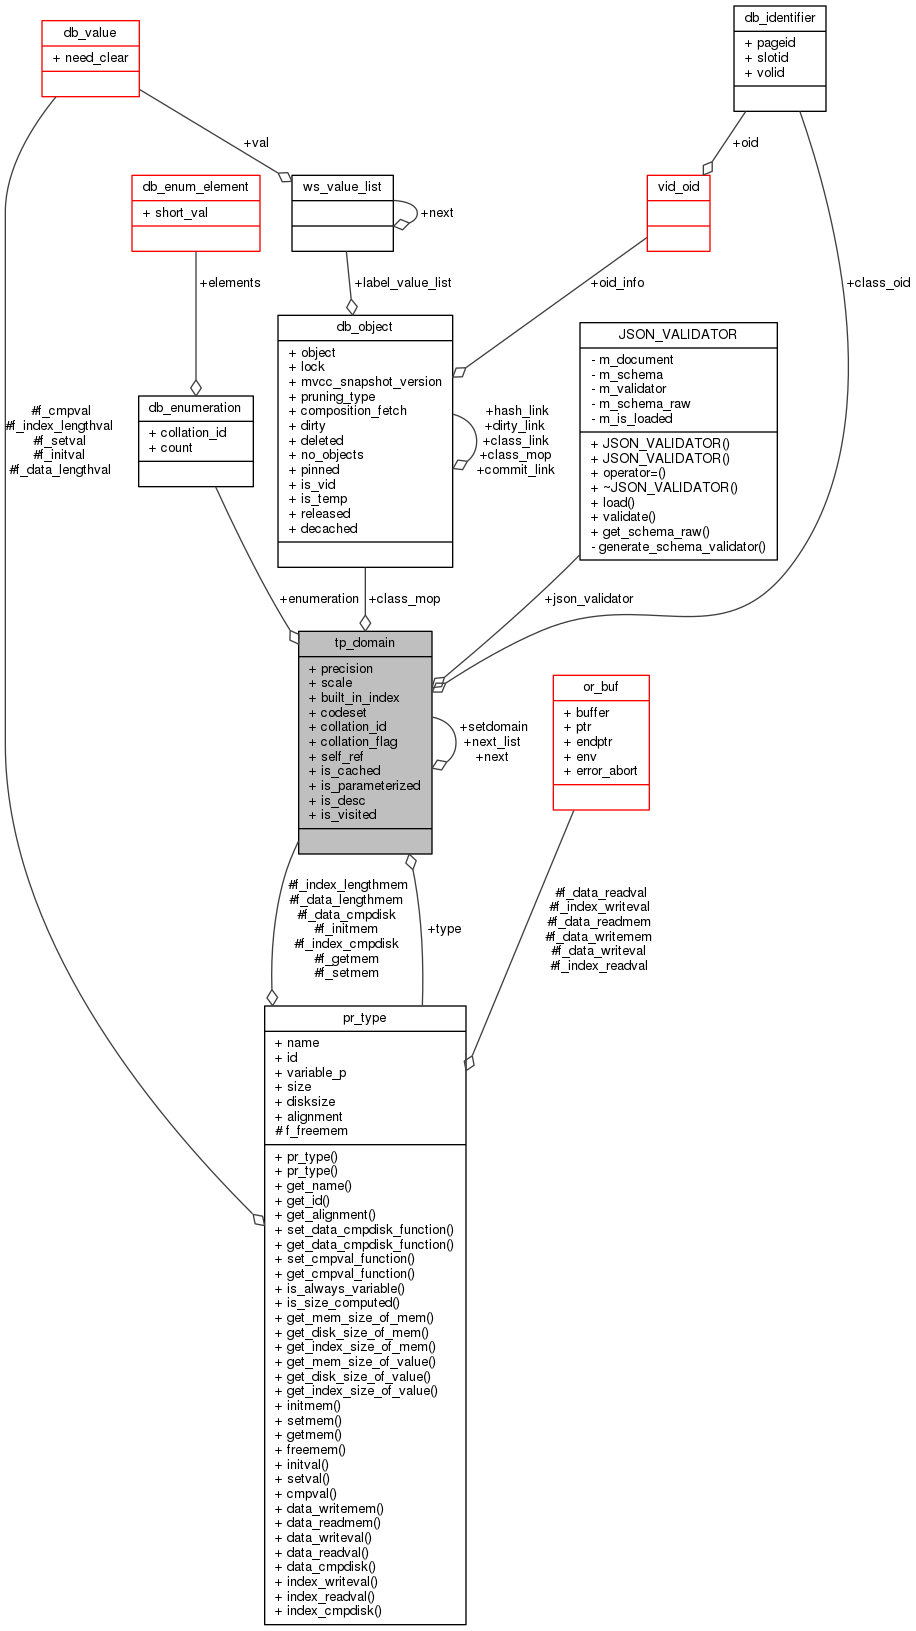 db_value
+ need_clear
db_identifier
+ pageid
+ slotid
+ volid
+val
+oid
db_enum_element
+ short_val
ws_value_list
+next
vid_oid
+elements
+label_value_list
+oid_info
+class_oid
db_object
+ object
+ lock
+ mvcc_snapshot_version
+ pruning_type
+ composition_fetch
+ dirty
+ deleted
+ no_objects
+ pinned
+ is_vid
+ is_temp
+ released
+ decached
JSON_VALIDATOR
- m_document
- m_schema
- m_validator
- m_schema_raw
- m_is_loaded
+ JSON_VALIDATOR()
+ JSON_VALIDATOR()
+ operator=()
+ ~JSON_VALIDATOR()
+ load()
+ validate()
+ get_schema_raw()
- generate_schema_validator()
#f_cmpval
#f_index_lengthval
#f_setval
#f_initval
#f_data_lengthval
db_enumeration
+ collation_id
+ count
+hash_link
+dirty_link
+class_link
+class_mop
+commit_link
+enumeration
+class_mop
+json_validator
tp_domain
+ precision
+ scale
+ built_in_index
+ codeset
+ collation_id
+ collation_flag
+ self_ref
+ is_cached
+ is_parameterized
+ is_desc
+ is_visited
+setdomain
+next_list
+next
or_buf
+ buffer
+ ptr
+ endptr
+ env
+ error_abort
#f_index_lengthmem
#f_data_lengthmem
#f_data_cmpdisk
#f_initmem
#f_index_cmpdisk
#f_getmem
#f_setmem
+type
#f_data_readval
#f_index_writeval
#f_data_readmem
#f_data_writemem
#f_data_writeval
#f_index_readval
pr_type
+ name
+ id
+ variable_p
+ size
+ disksize
+ alignment
# f_freemem
+ pr_type()
+ pr_type()
+ get_name()
+ get_id()
+ get_alignment()
+ set_data_cmpdisk_function()
+ get_data_cmpdisk_function()
+ set_cmpval_function()
+ get_cmpval_function()
+ is_always_variable()
+ is_size_computed()
+ get_mem_size_of_mem()
+ get_disk_size_of_mem()
+ get_index_size_of_mem()
+ get_mem_size_of_value()
+ get_disk_size_of_value()
+ get_index_size_of_value()
+ initmem()
+ setmem()
+ getmem()
+ freemem()
+ initval()
+ setval()
+ cmpval()
+ data_writemem()
+ data_readmem()
+ data_writeval()
+ data_readval()
+ data_cmpdisk()
+ index_writeval()
+ index_readval()
+ index_cmpdisk()